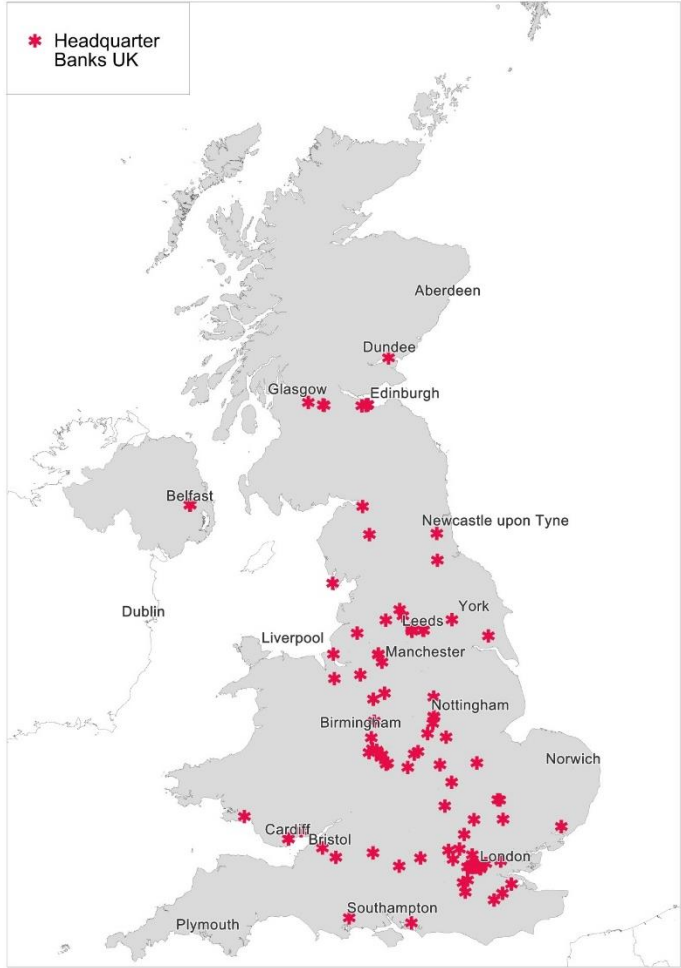 Headquarter
Banks UK
Aberdeen
Dundee
Glasgow
Edinburgh
Belfast
Newcastle upon Tyne
Dublin
York
Leeds
Liverpool
Manchester
Nottingham
Birmingham
Norwich
Cardiff
Bristol
London
Southampton
Plymouth